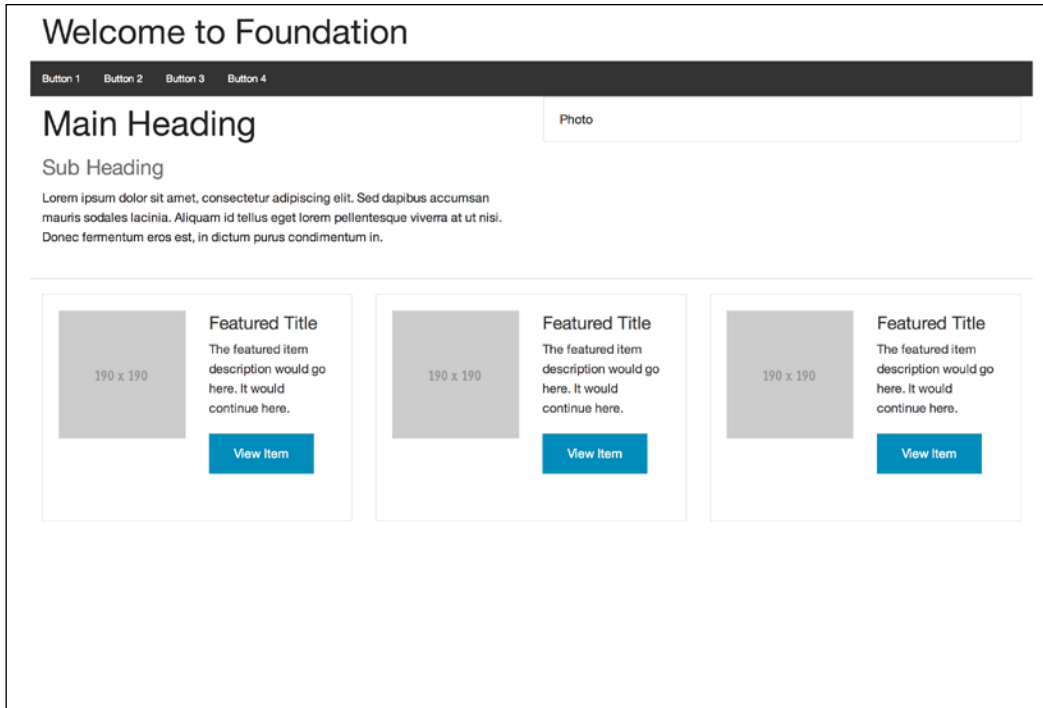 Welcome to Foundation
Button 1 Button 2 Button 3 Button 4
Main Heading
Sub Heading
Lorem ipsum dolor sit amet, consectetur adipiscing elit. Sed dapibus accumsan
mauris sodales lacinia. Aliquam id tellus eget lorem pellentesque viverra at ut nisi.
Donec fermentum eros est, in dictum purus condimentum in.
Photo
190 x 190
Featured Title
The featured item
description would go
here. It would
continue here.
View Item
190 x 190
Featured Title
The featured item
description would go
here. It would
continue here.
View Item
190 x 190
Featured Title
The featured item
description would go
here. It would
continue here.
View Item